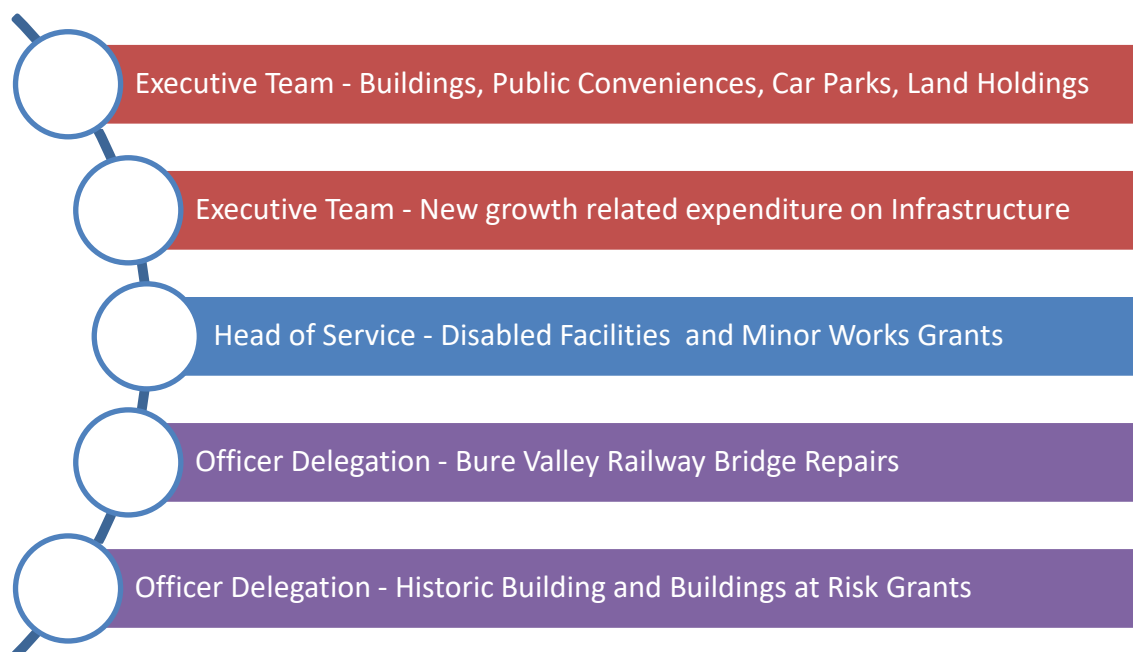 Executive Team - Buildings, Public Conveniences, Car Parks, Land Holdings
Executive Team - New growth related expenditure on Infrastructure
Head of Service - Disabled Facilities  and Minor Works Grants
Officer Delegation - Bure Valley Railway Bridge Repairs
Officer Delegation - Historic Building and Buildings at Risk Grants